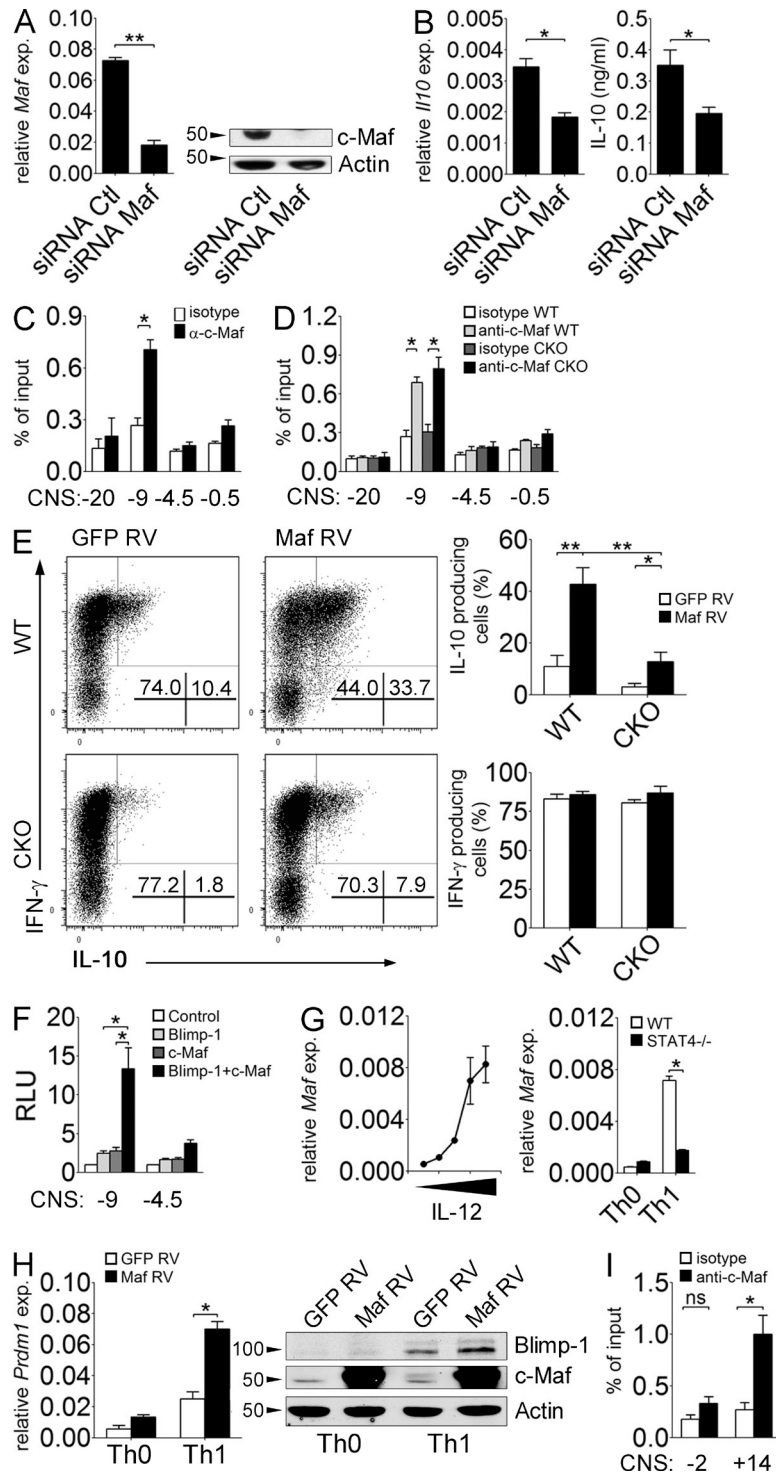 A
relative Maf exp.
0.10
0.08
0.06
0.04
0.02
0.00
**
siRNA Ctl
siRNA Maf
50
50
c-Maf
Actin
siRNA Ctl
siRNA Maf
B
relative Il10 exp.
0.005
0.004
0.003
0.002
0.001
0.000
*
siRNA Ctl
siRNA Maf
IL-10 (ng/ml)
0.5
0.4
0.3
0.2
0.1
0.0
*
siRNA Ctl
siRNA Maf
C
% of input
0.9
0.6
0.3
0.0
isotype
α-c-Maf
*
CNS:-20 -9 -4.5 -0.5
D
% of input
1.2
0.9
0.6
0.3
0.0
isotype WT
anti-c-Maf WT
isotype CKO
anti-c-Maf CKO
* *
CNS: -20 -9 -4.5 -0.5
E
GFP RV Maf RV
WT
74.0 10.4
44.0 33.7
0
0
0
0
CKO
77.2 1.8
70.3 7.9
0
0
0
0
IFN-γ
IL-10
IL-10 producing
cells (%)
60
40
20
0
** **
*
GFP RV
Maf RV
WT
CKO
IFN-γ producing
cells (%)
100
75
50
25
0
WT
CKO
F
RLU
20
15
10
5
2
0
*
*
Control
Blimp-1
c-Maf
Blimp-1+c-Maf
CNS: -9 -4.5
G
relative Maf exp.
0.012
0.008
0.004
0.000
IL-12
relative Maf exp.
0.012
0.008
0.004
0.000
WT
STAT4-/-
*
Th0
Th1
H
GFP RV
Maf RV
relative Prdm1 exp.
0.10
0.08
0.06
0.04
0.02
0.00
*
Th0 Th1
GFP RV
Maf RV
GFP RV
Maf RV
100
50
50
Blimp-1
c-Maf
Actin
Th0 Th1
I
isotype
anti-c-Maf
% of input
1.5
1.0
0.5
0.0
ns *
CNS: -2 +14